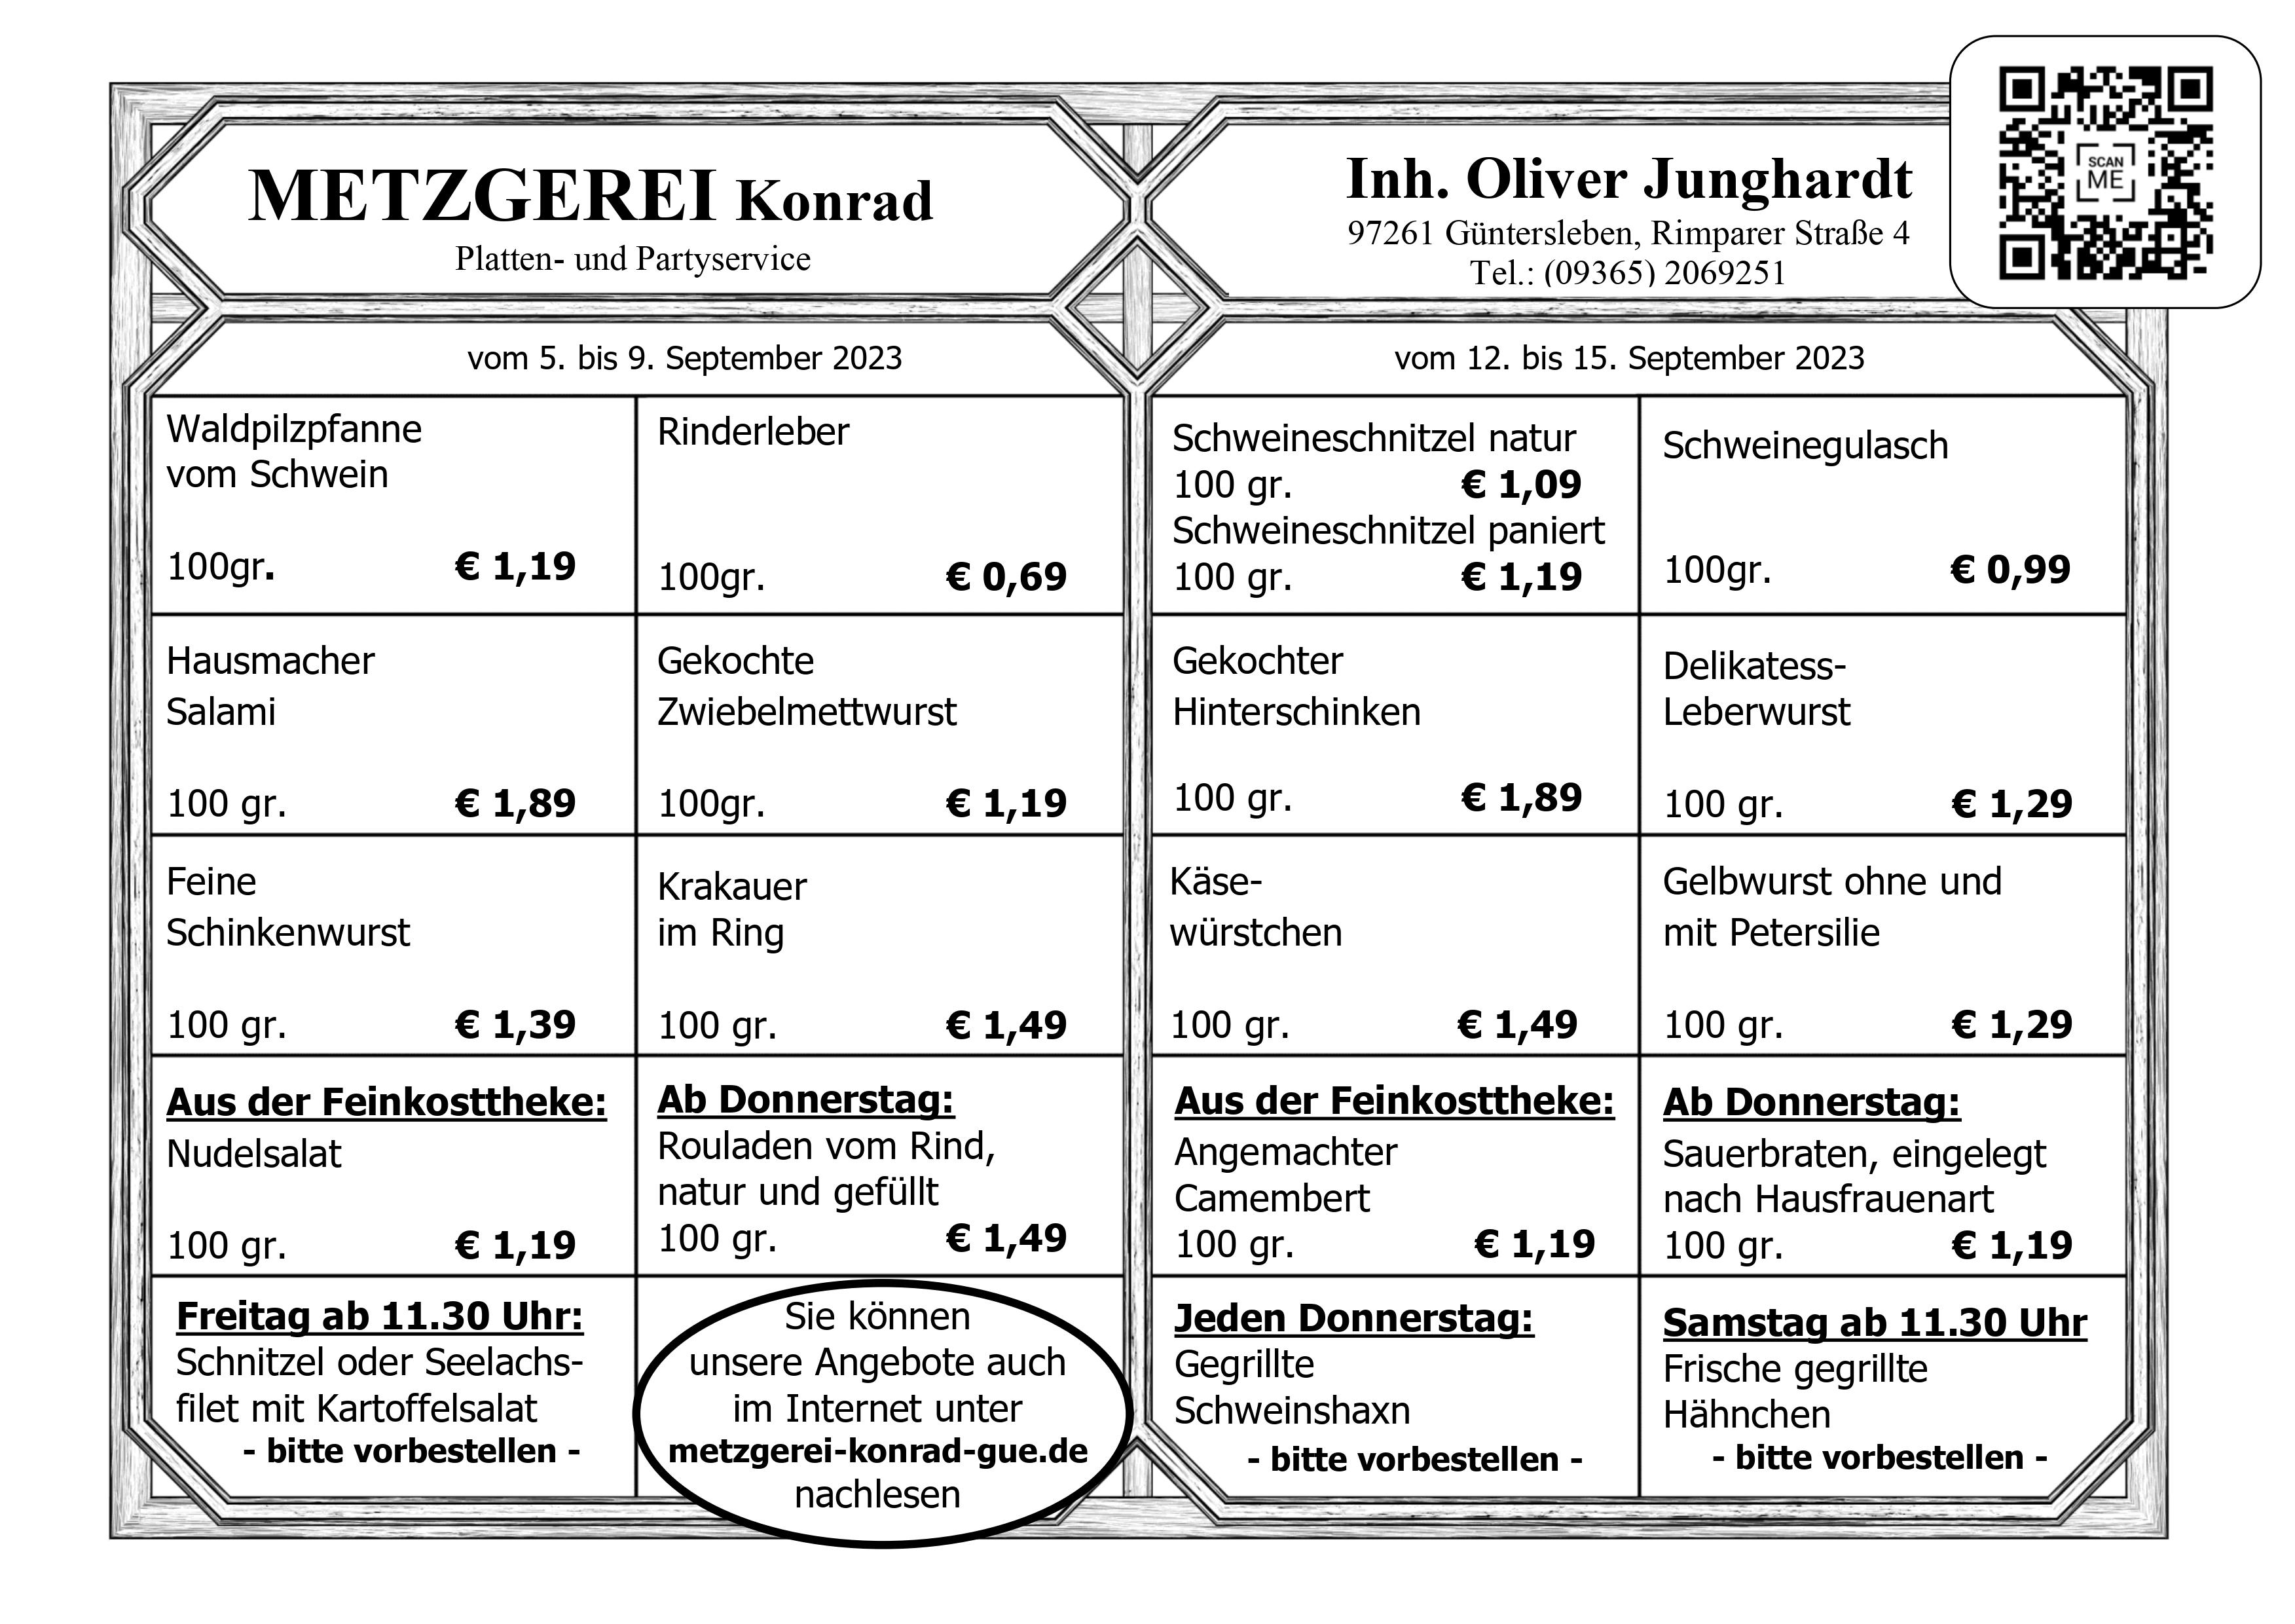 METZGEREI Konrad
Platten- und Partyservice
Inh. Oliver Junghardt
97261 Güntersleben, Rimparer Straße 4
Tel.: (09365) 2069251
SCAN
ME
vom 5. bis 9. September 2023
Waldpilzpfanne
vom Schwein
100gr. € 1,19
Rinderleber
100gr. € 0,69
Hausmacher
Salami
100 gr. € 1,89
Gekochte
Zwiebelmettwurst
100gr. € 1,19
Feine
Schinkenwurst
100 gr. € 1,39
Krakauer
im Ring
100 gr. € 1,49
Aus der Feinkosttheke:
Nudelsalat
100 gr. € 1,19
Ab Donnerstag:
Rouladen vom Rind,
natur und gefüllt
100 gr. € 1,49
Freitag ab 11.30 Uhr:
Schnitzel oder Seelachs-
filet mit Kartoffelsalat
- bitte vorbestellen -
Sie können
unsere Angebote auch
im Internet unter
metzgerei-konrad-gue.de
nachlesen
vom 12. bis 15. September 2023
Schweineschnitzel natur
100 gr. € 1,09
Schweineschnitzel paniert
100 gr. € 1,19
Schweinegulasch
100gr. € 0,99
Gekochter
Hinterschinken
100 gr. € 1,89
Delikatess-
Leberwurst
100 gr. € 1,29
Käse-
würstchen
100 gr. € 1,49
Gelbwurst ohne und
mit Petersilie
100 gr. € 1,29
Aus der Feinkosttheke:
Angemachter
Camembert
100 gr. € 1,19
Ab Donnerstag:
Sauerbraten, eingelegt
nach Hausfrauenart
100 gr. € 1,19
Jeden Donnerstag:
Gegrillte
Schweinshaxn
- bitte vorbestellen -
Samstag ab 11.30 Uhr
Frische gegrillte
Hähnchen
- bitte vorbestellen -